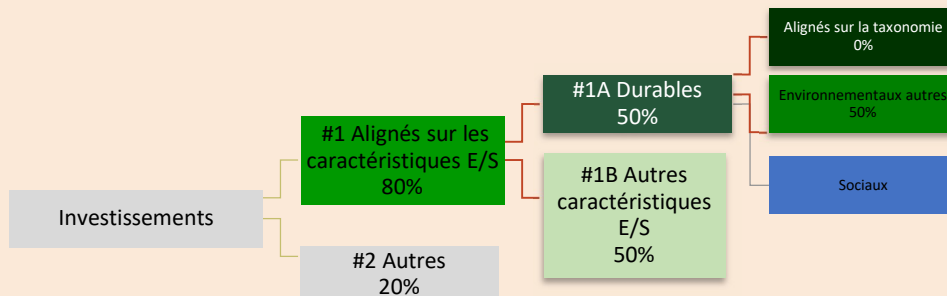 Investissements
#1 Alignés sur les
caractéristiques E/S
80%
#2 Autres
20%
#1A Durables
50%
#1B Autres
caractéristiques
E/S
50%
Alignés sur la taxonomie
0%
Environnementaux autres
50%
Sociaux